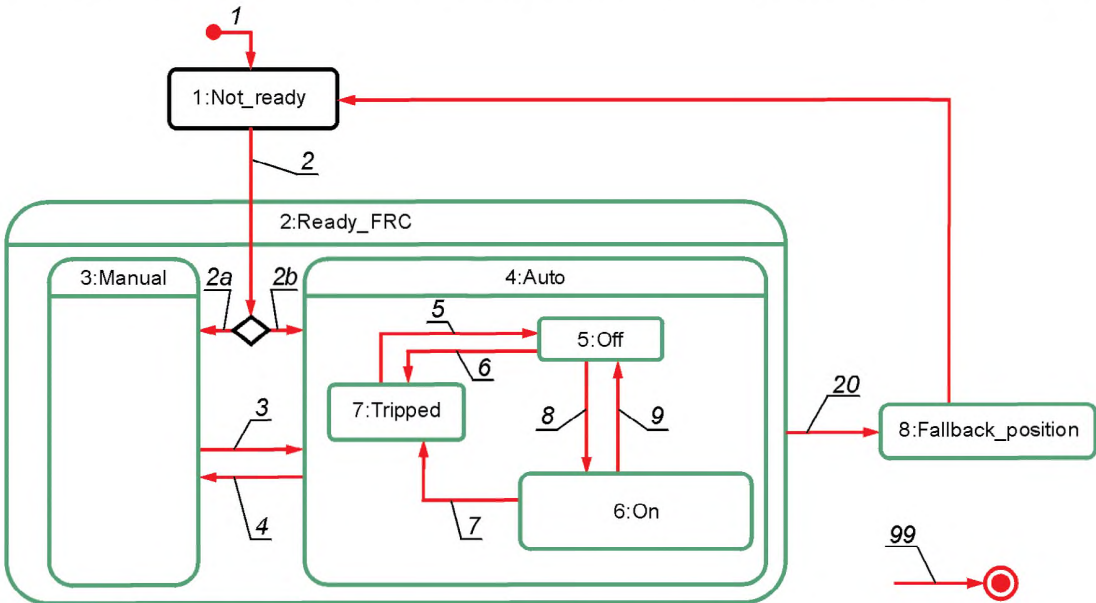 1
1:Not_ready
2
2:Ready_FRC
3:Manual
2a
2b
4:Auto
5
5:Off
6
7:Tripped
8
9
3
20
8:Fallback_position
4
7
6:On
99